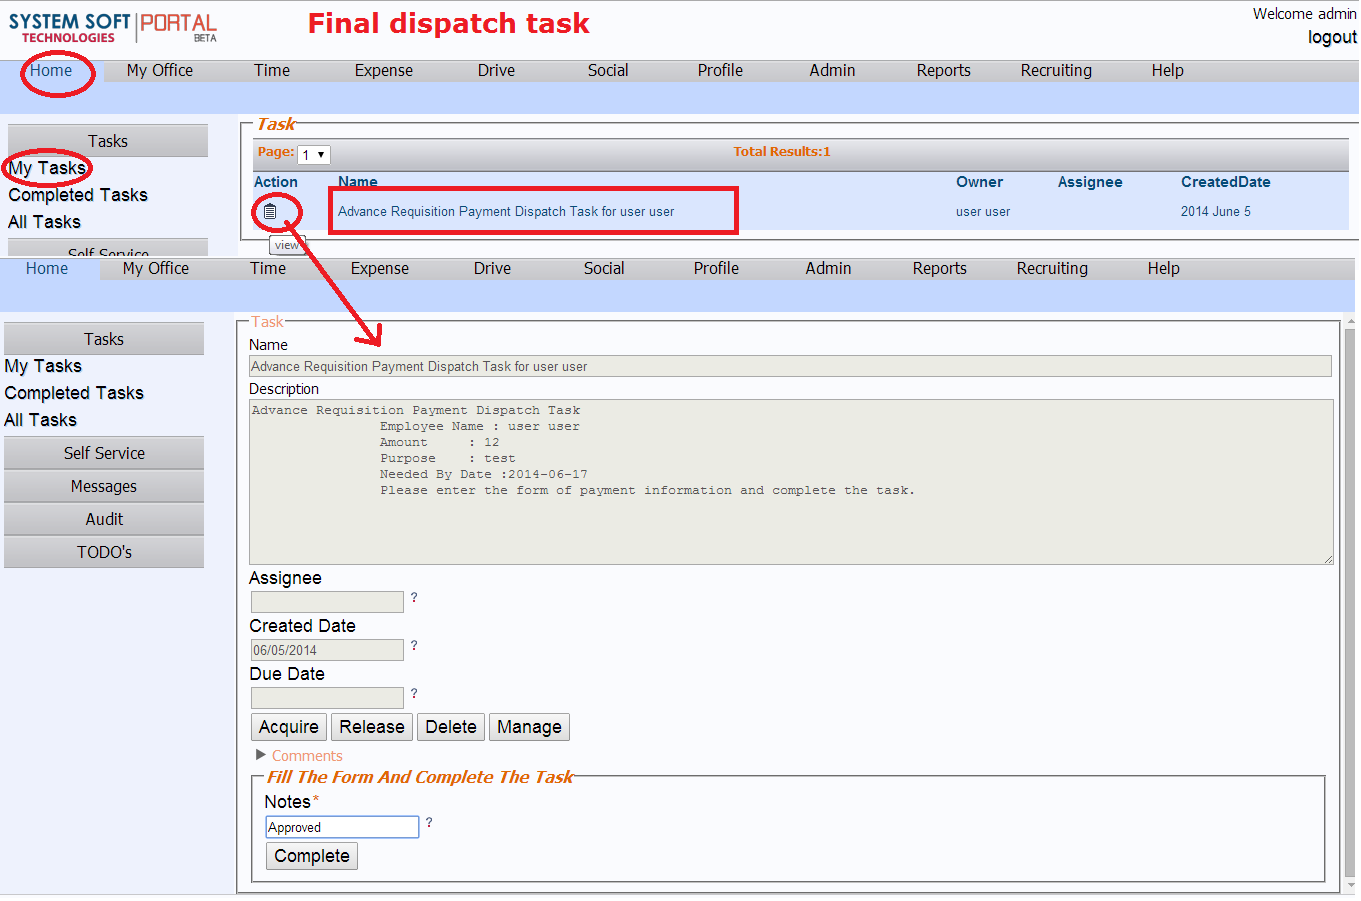 SYSTEM SOFT PORTAL
TECHNOLOGIES BETA
Final dispatch task
Welcome admin
logout
Home My Office Time Expense Drive Social Profile Admin Reports Recruiting Help
Tasks
My Tasks
Completed Tasks
All Tasks
Self Service
Task
Page: 1 Total Results:1
Action Name Owner Assignee CreatedDate
Advance Requisition Payment Dispatch Task for user user user user 2014 June 5
view
Home My Office Time Expense Drive Social Profile Admin Reports Recruiting Help
Tasks
My Tasks
Completed Tasks
All Tasks
Self Service
Messages
Audit
TODO's
Task
Name
Advance Requisition Payment Dispatch Task for user user
Description
Advance Requisition Payment Dispatch Task
Employee Name : user user
Amount : 12
Purpose : test
Needed By Date :2014-06-17
Please enter the form of payment information and complete the task.
Assignee
?
Created Date
06/05/2014 ?
Due Date
?
Acquire Release Delete Manage
Comments
Fill The Form And Complete The Task
Notes*
Approved ?
Complete